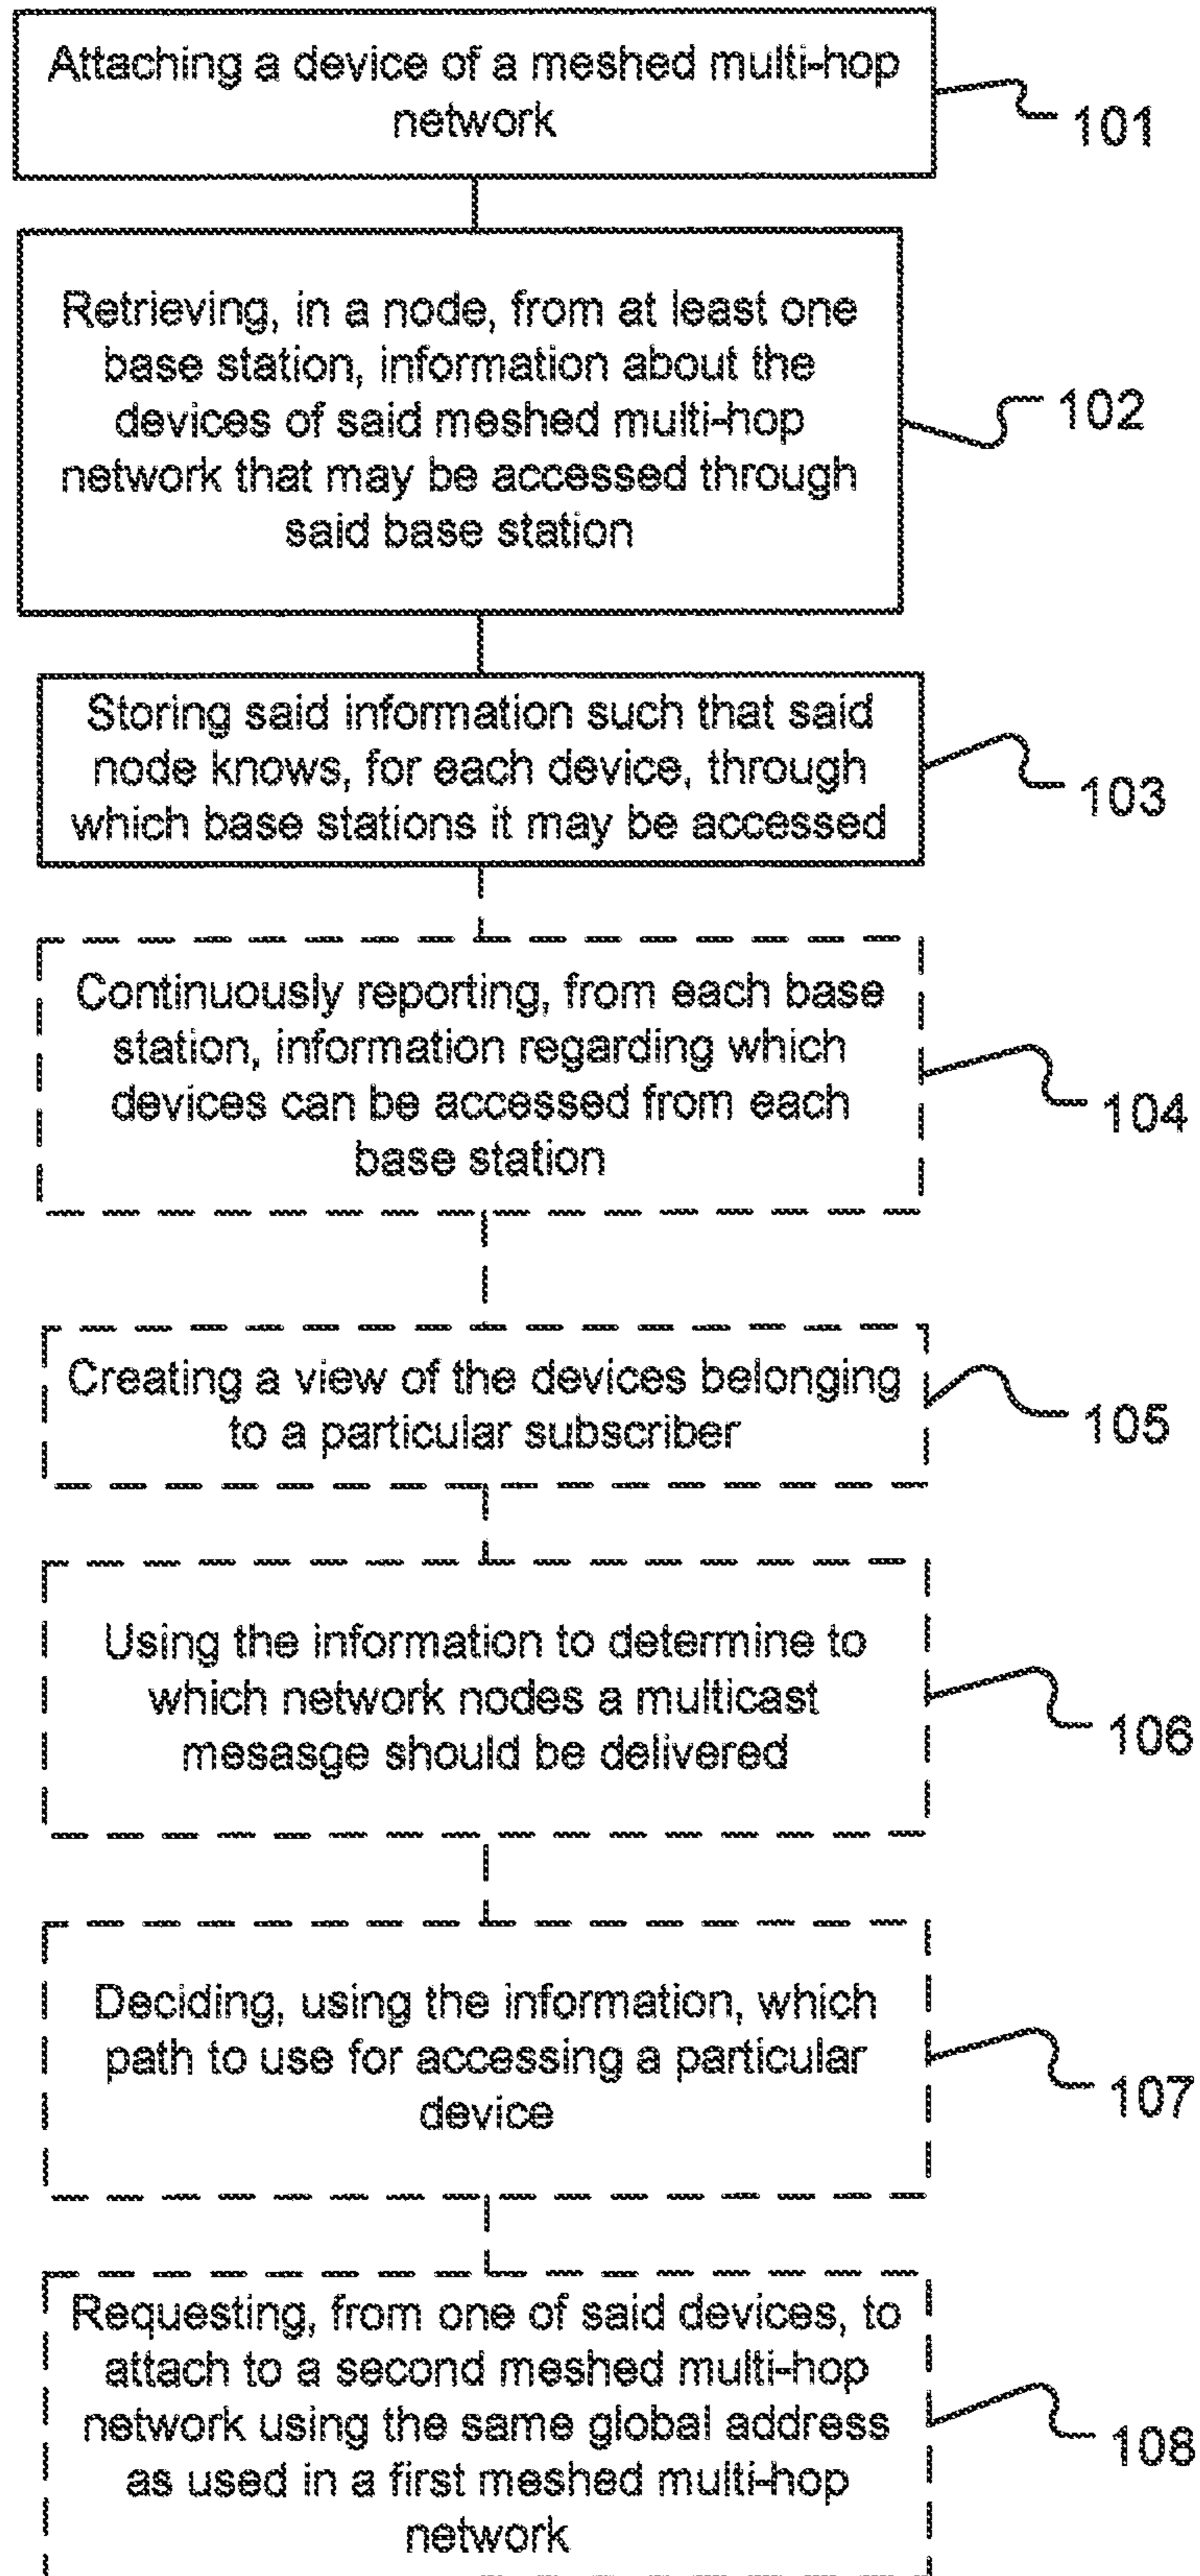 Attaching a device of a meshed multi-hop
network
101
Retrieving, in a node, from at least one
base station, information about the
devices of said meshed multi-hop
network that may be accessed through
said base station
102
Storing said information such that said
node knows, for each device, through
which base stations it may be accessed
103
Continuously reporting, from each base
station, information regarding which
devices can be accessed from each
base station
104
Creating a view of the devices belonging
to a particular subscriber
105
Using the information to determine to
which network nodes a multicast
mesasge should be delivered
106
Deciding, using the information, which
path to use for accessing a particular
device
107
Requesting, from one of said devices, to
attach to a second meshed multi-hop
network using the same global address
as used in a first meshed multi-hop
network
108